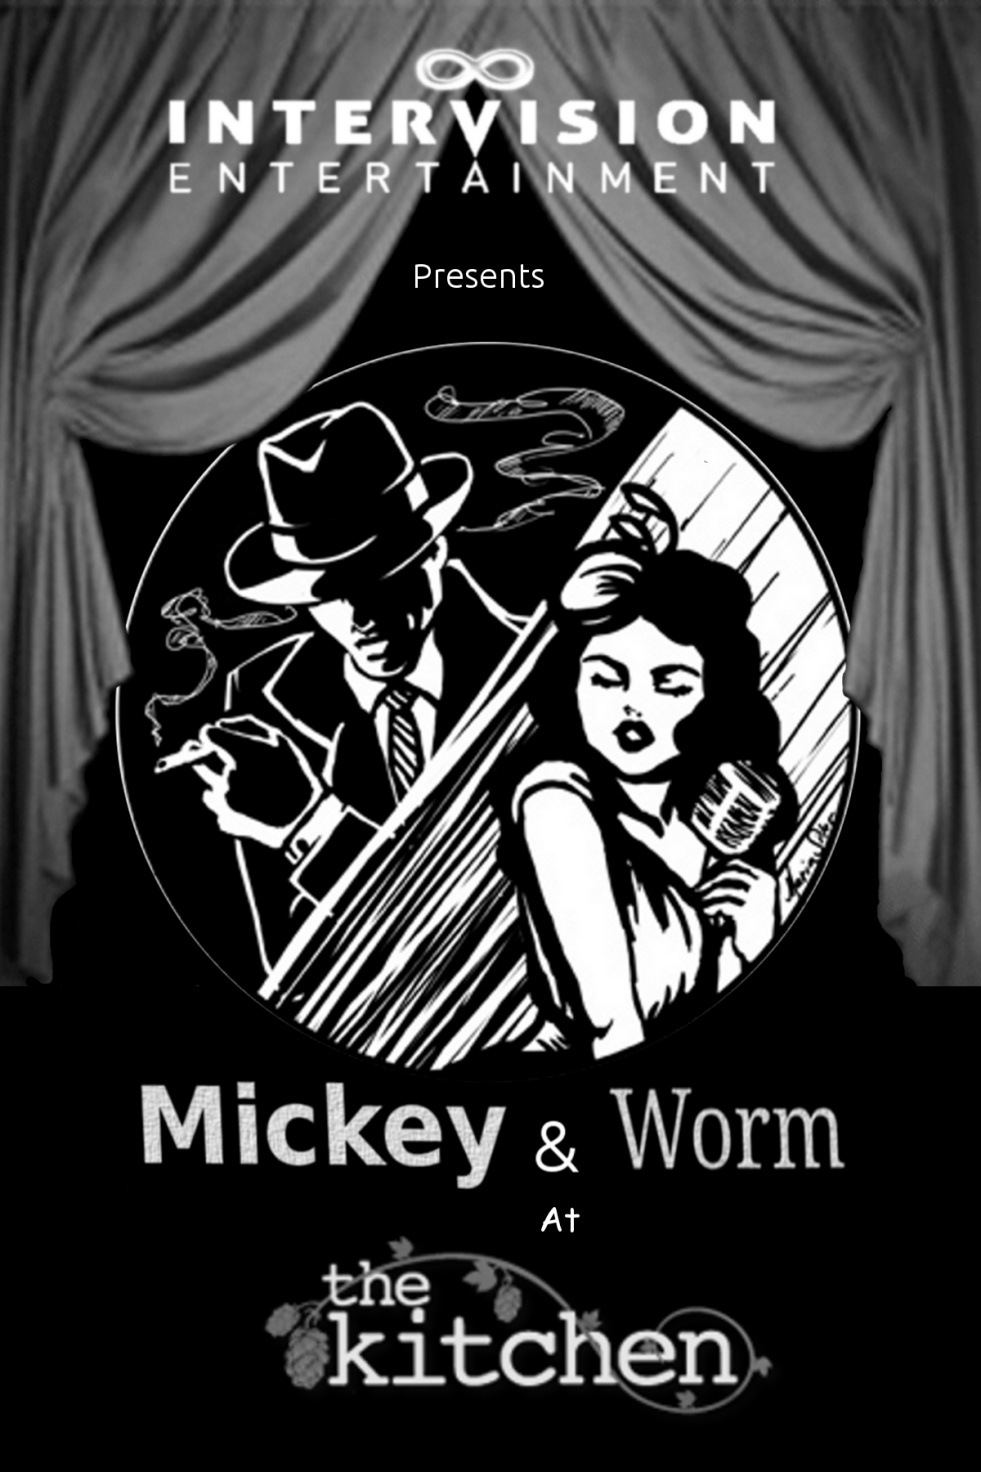 INTERVISION
ENTERTAINMENT
Presents
Mickey & Worm
At
the
kitchen